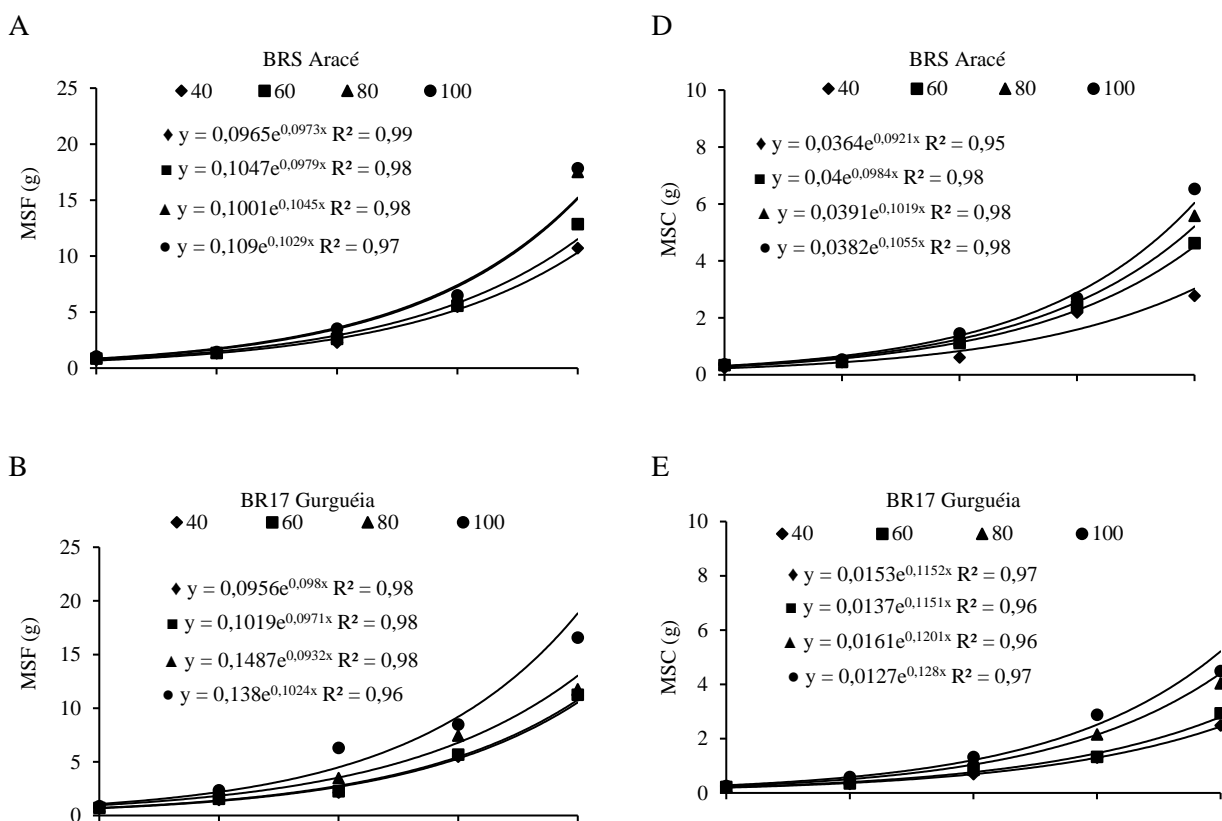 A
BRS Aracé
25
20
15
10
5
0
MSF (g)
◆40 ■60 ▲80 ●100
♦ y = 0,0965e^0,0973x R² = 0,99
■ y = 0,1047e^0,0979x R² = 0,98
▲ y = 0,1001e^0,1045x R² = 0,98
● y = 0,109e^0,1029x R² = 0,97
D
BRS Aracé
10
8
6
4
2
0
MSC (g)
◆40 ■60 ▲80 ●100
♦ y = 0,0364e^0,0921x R² = 0,95
■ y = 0,04e^0,0984x R² = 0,98
▲ y = 0,0391e^0,1019x R² = 0,98
● y = 0,0382e^0,1055x R² = 0,98
B
BR17 Gurguéia
25
20
15
10
5
0
MSF (g)
◆40 ■60 ▲80 ●100
♦ y = 0,0956e^0,098x R² = 0,98
■ y = 0,1019e^0,0971x R² = 0,98
▲ y = 0,1487e^0,0932x R² = 0,98
● y = 0,138e^0,1024x R² = 0,96
E
BR17 Gurguéia
10
8
6
4
2
0
MSC (g)
◆40 ■60 ▲80 ●100
♦ y = 0,0153e^0,1152x R² = 0,97
■ y = 0,0137e^0,1151x R² = 0,96
▲ y = 0,0161e^0,1201x R² = 0,96
● y = 0,0127e^0,128x R² = 0,97